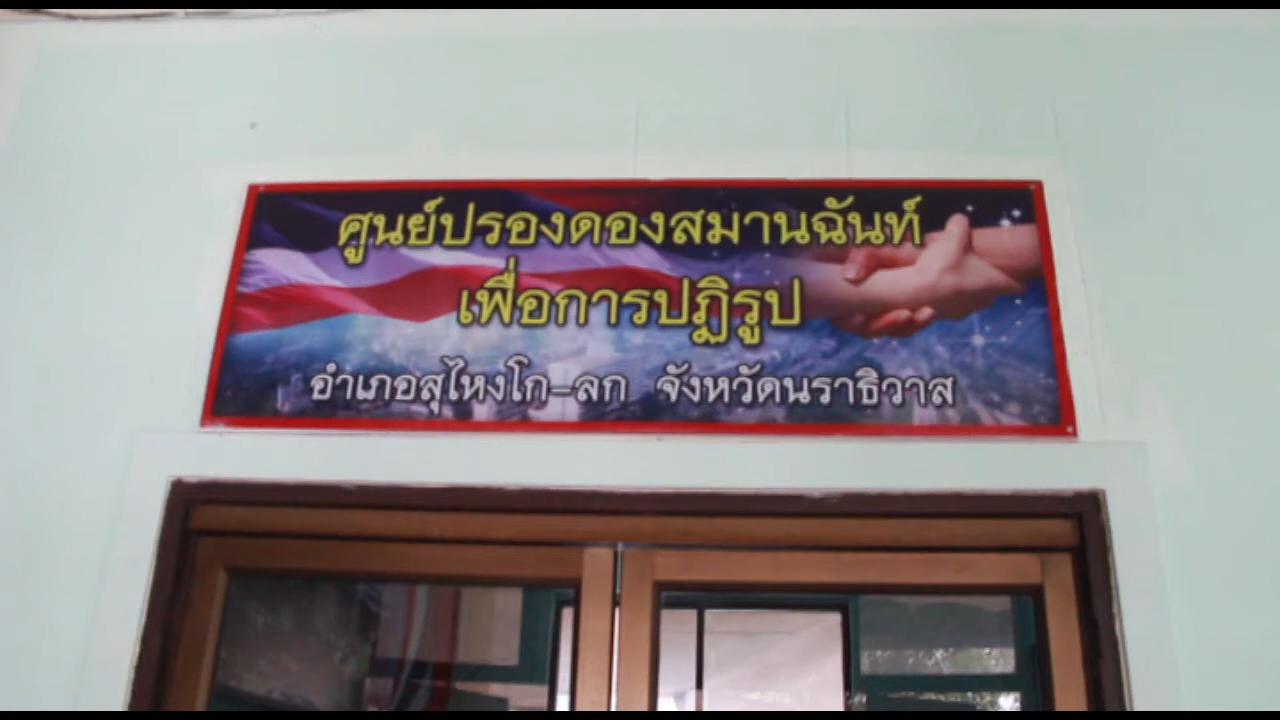 ศูนย์ปรองดองสมานฉันท์
เพื่อการปฏิรูป
อำเภอสุไหงโก-ลก จังหวัดนราธิวาส